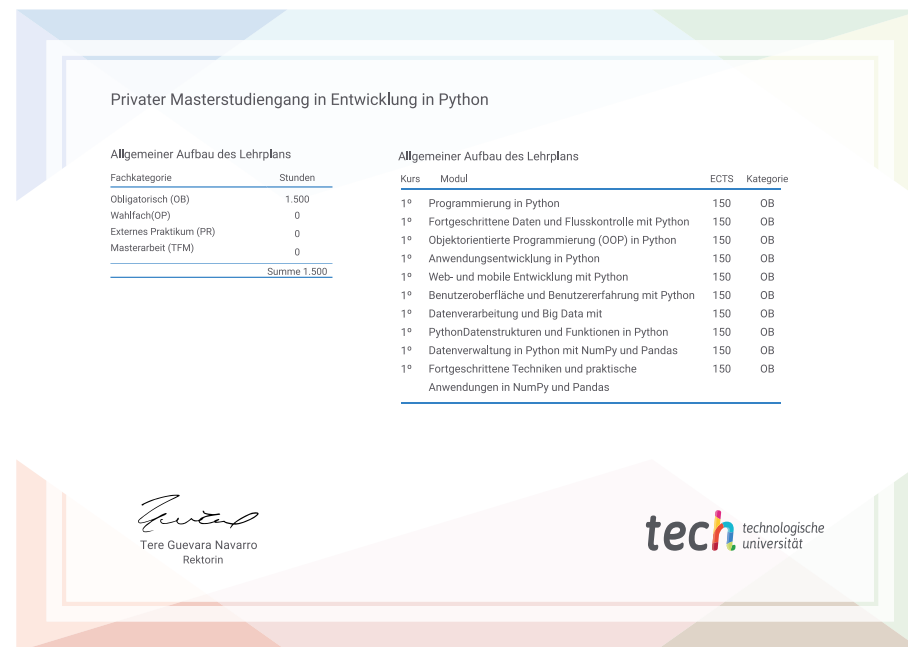 Privater Masterstudiengang in Entwicklung in Python
Allgemeiner Aufbau des Lehrplans
Fachkategorie Stunden
Obligatorisch (OB) 1.500
Wahlfach(OP) 0
Externes Praktikum (PR) 0
Masterarbeit (TFM) 0
Summe 1.500
Allgemeiner Aufbau des Lehrplans
Kurs Modul ECTS Kategorie
1º Programmierung in Python 150 OB
1º Fortgeschrittene Daten und Flusskontrolle mit Python 150 OB
1º Objektorientierte Programmierung (OOP) in Python 150 OB
1º Anwendungsentwicklung in Python 150 OB
1º Web- und mobile Entwicklung mit Python 150 OB
1º Benutzeroberfläche und Benutzererfahrung mit Python 150 OB
1º Datenverarbeitung und Big Data mit 150 OB
1º PythonDatenstrukturen und Funktionen in Python 150 OB
1º Datenverwaltung in Python mit NumPy und Pandas 150 OB
1º Fortgeschrittene Techniken und praktische 150 OB
Anwendungen in NumPy und Pandas
Tere Guevara Navarro
Rektorin
tech technologische
universität